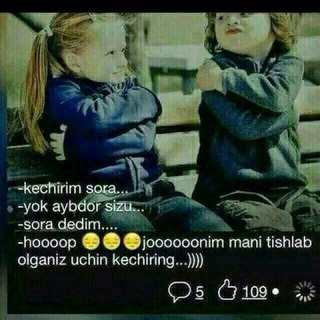 -kechirim sora...
-yok aybdor sizu...
-sora dedim....
-hoooop 😔😔😔joooooonim mani tishlab
olganiz uchin kechiring...))))
5 109